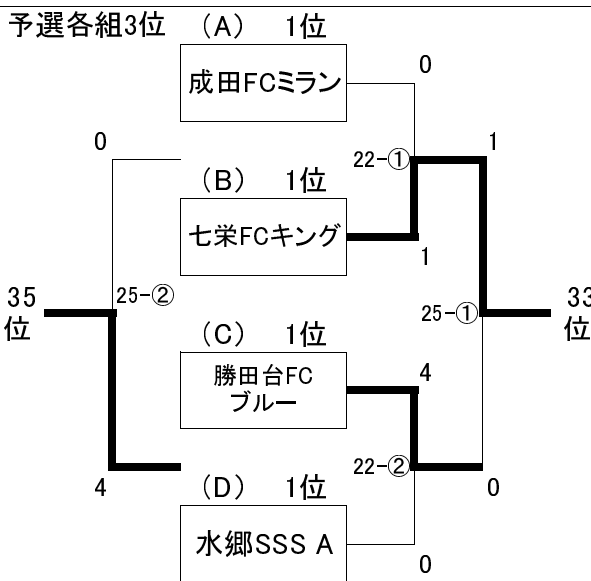 予選各組3位
(A) 1位
成田FCミラン
0
0
1
22-①
(B) 1位
七栄FCキング
1
35
位
25-②
25-①
33
位
(C) 1位
勝田台FC
ブルー
4
22-②
4
(D) 1位
0
水郷SSS A
0